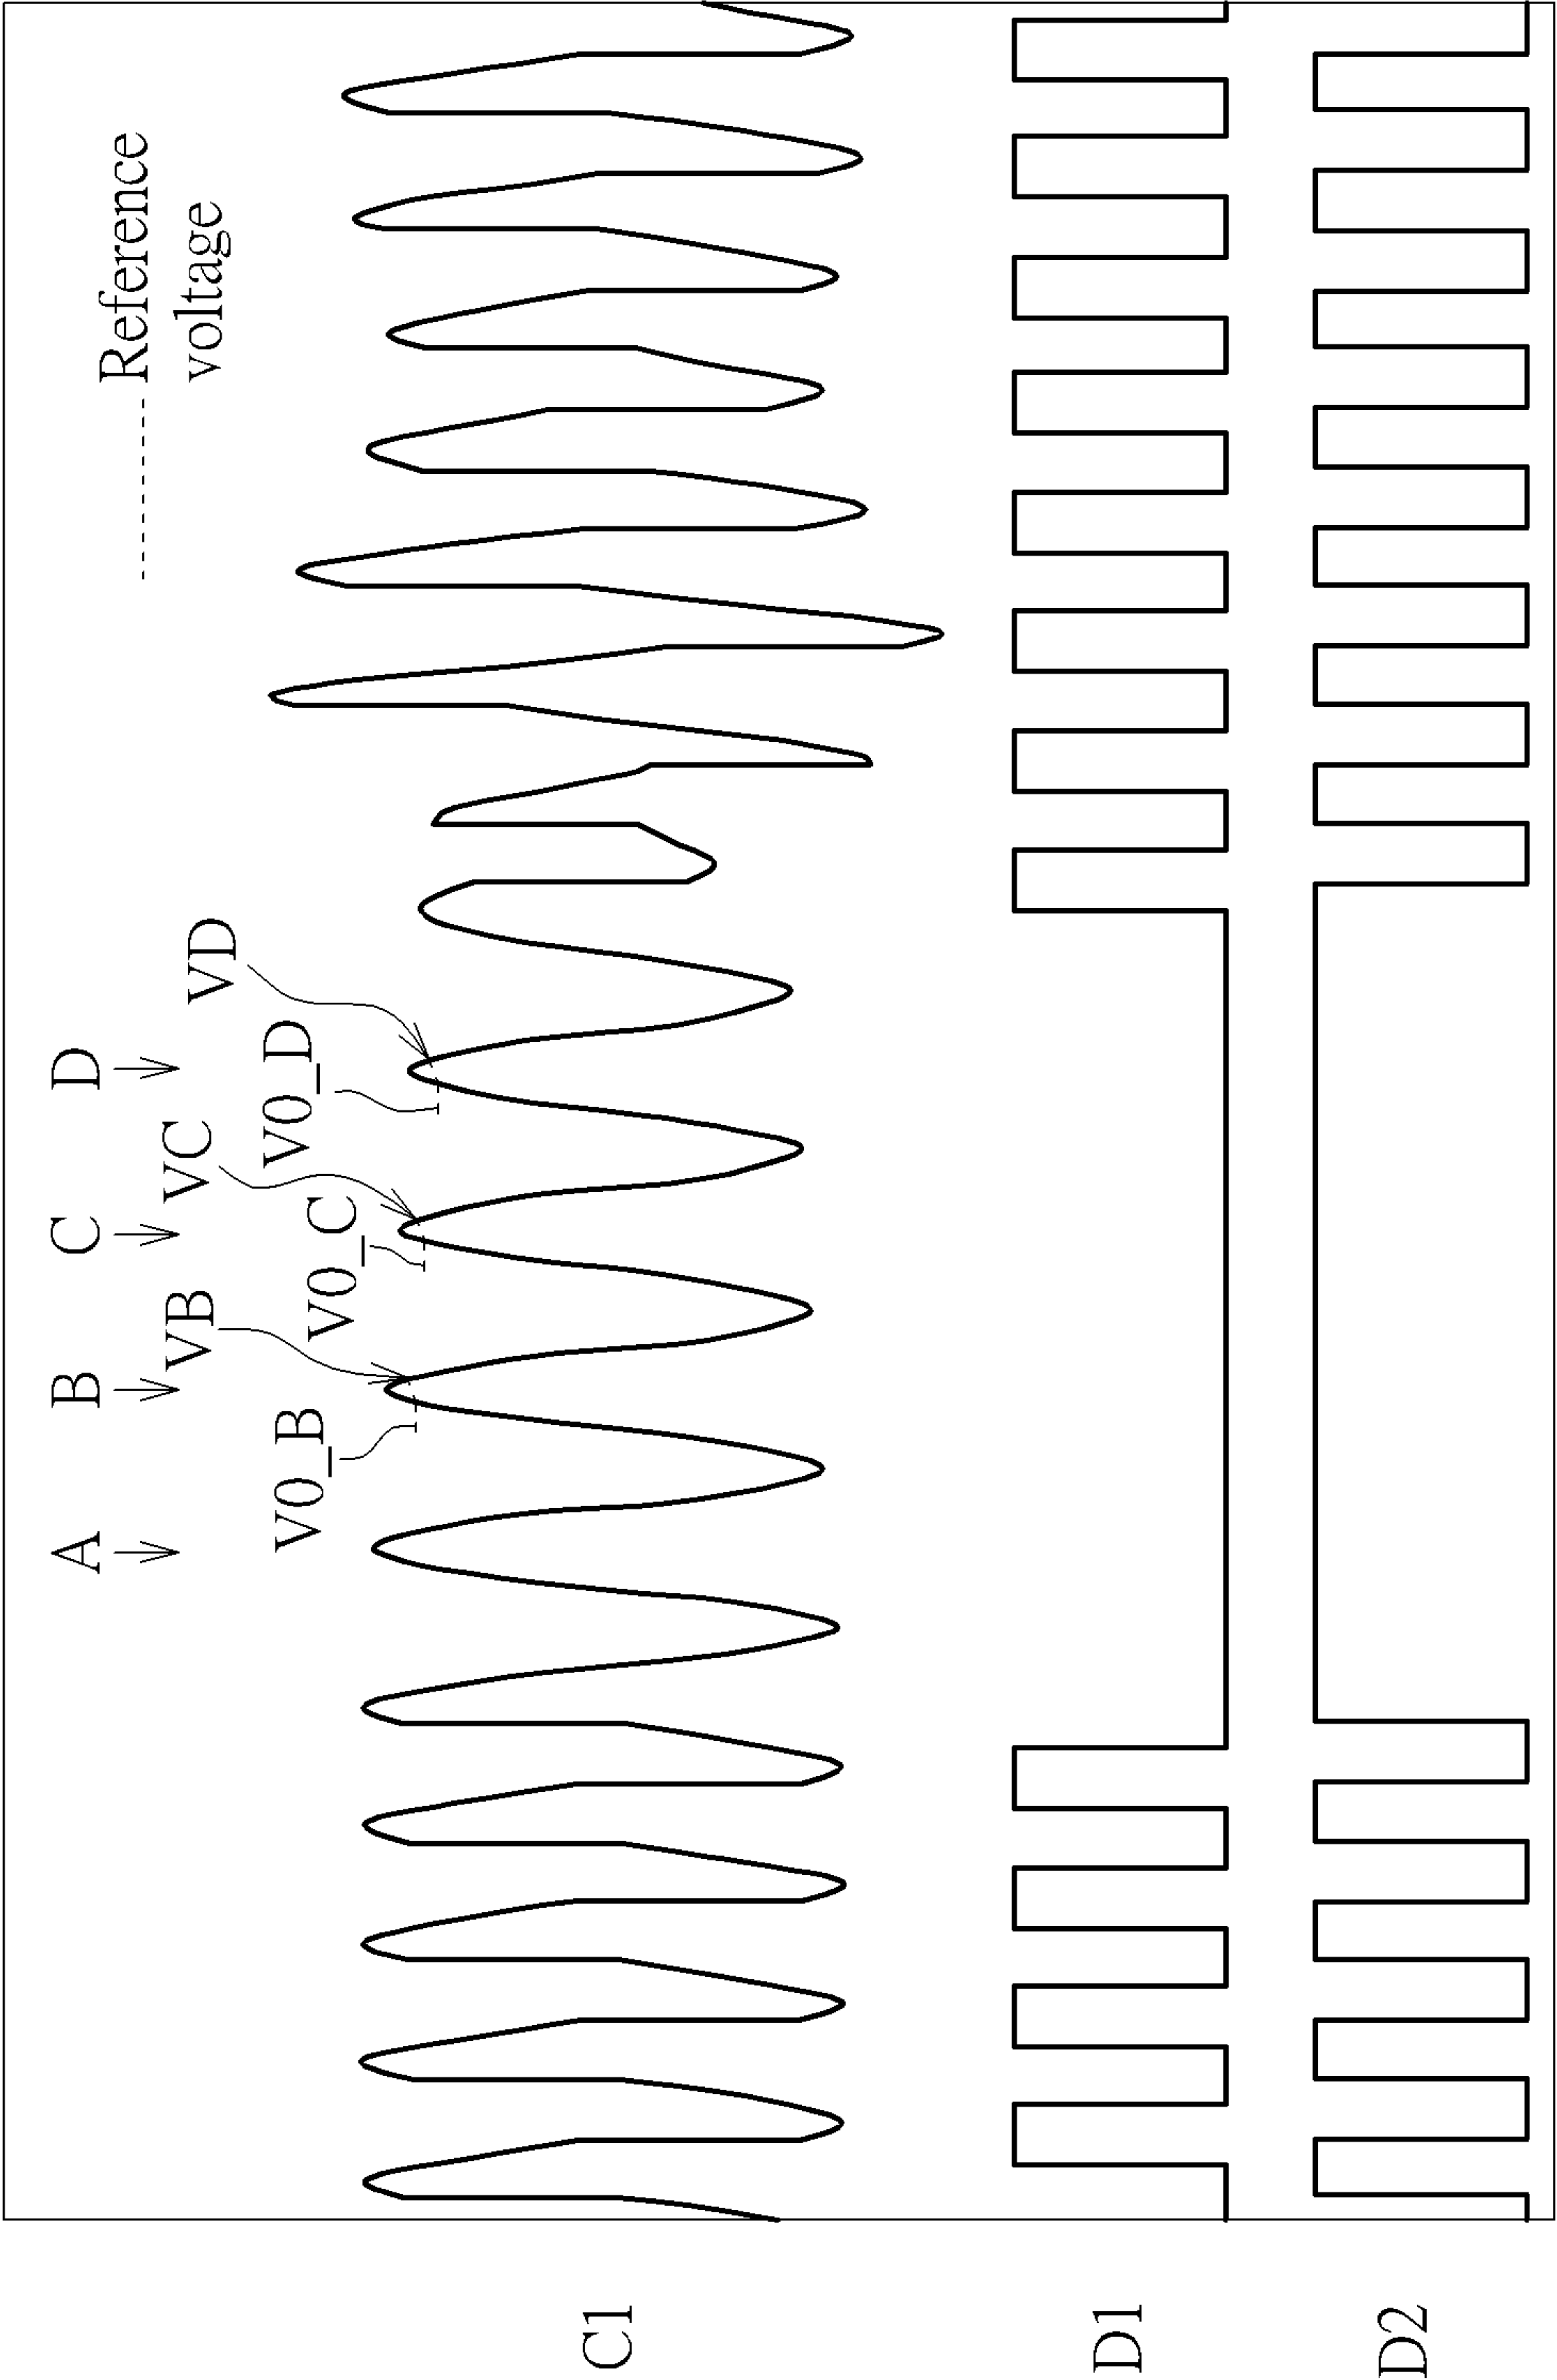 A
B
C
D
Reference
voltage
VB
VC
VD
V0_B
V0_C
V0_D
C1
D1
D2